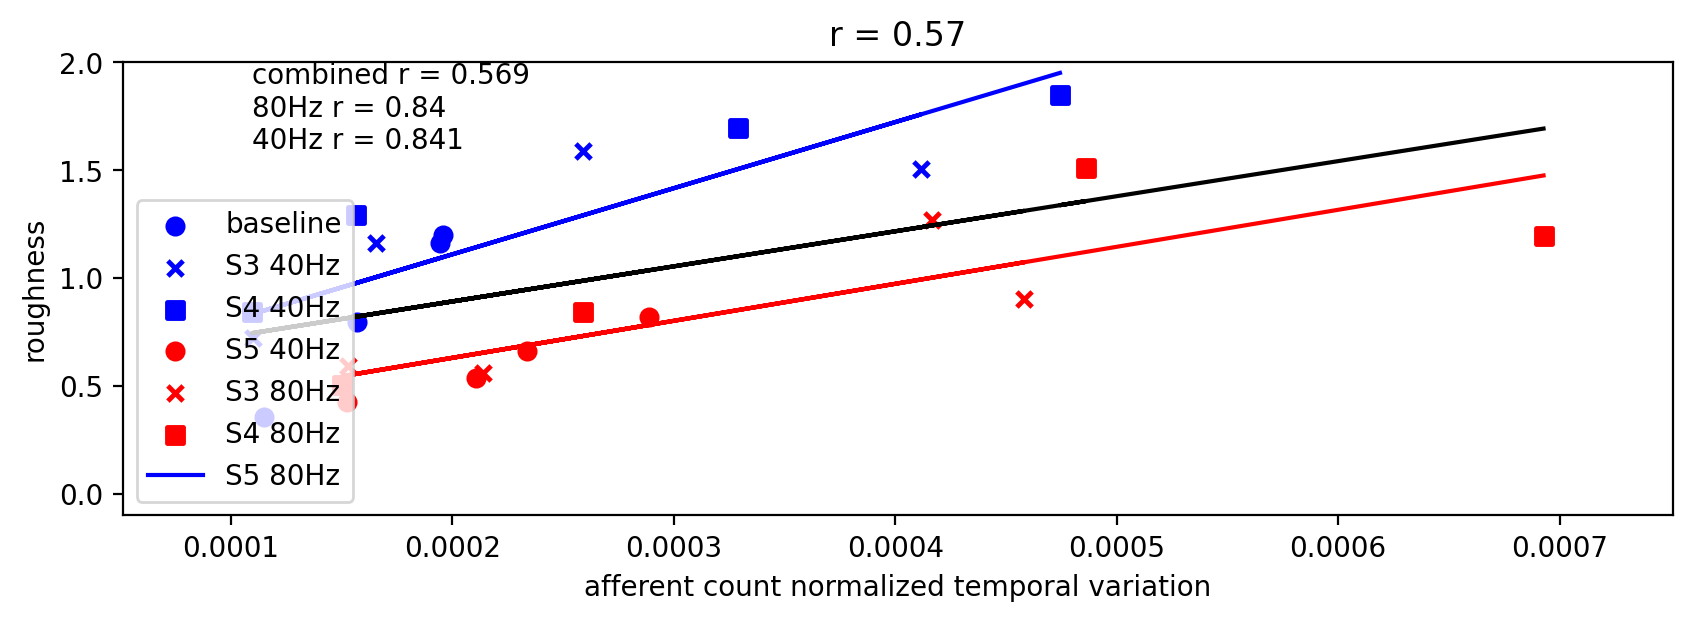 r = 0.57
combined r = 0.569
80Hz r = 0.84
40Hz r = 0.841
2.0
1.5
1.0
0.5
0.0
roughness
baseline
S3 40Hz
S4 40Hz
S5 40Hz
S3 80Hz
S4 80Hz
S5 80Hz
0.0001 0.0002 0.0003 0.0004 0.0005 0.0006 0.0007
afferent count normalized temporal variation